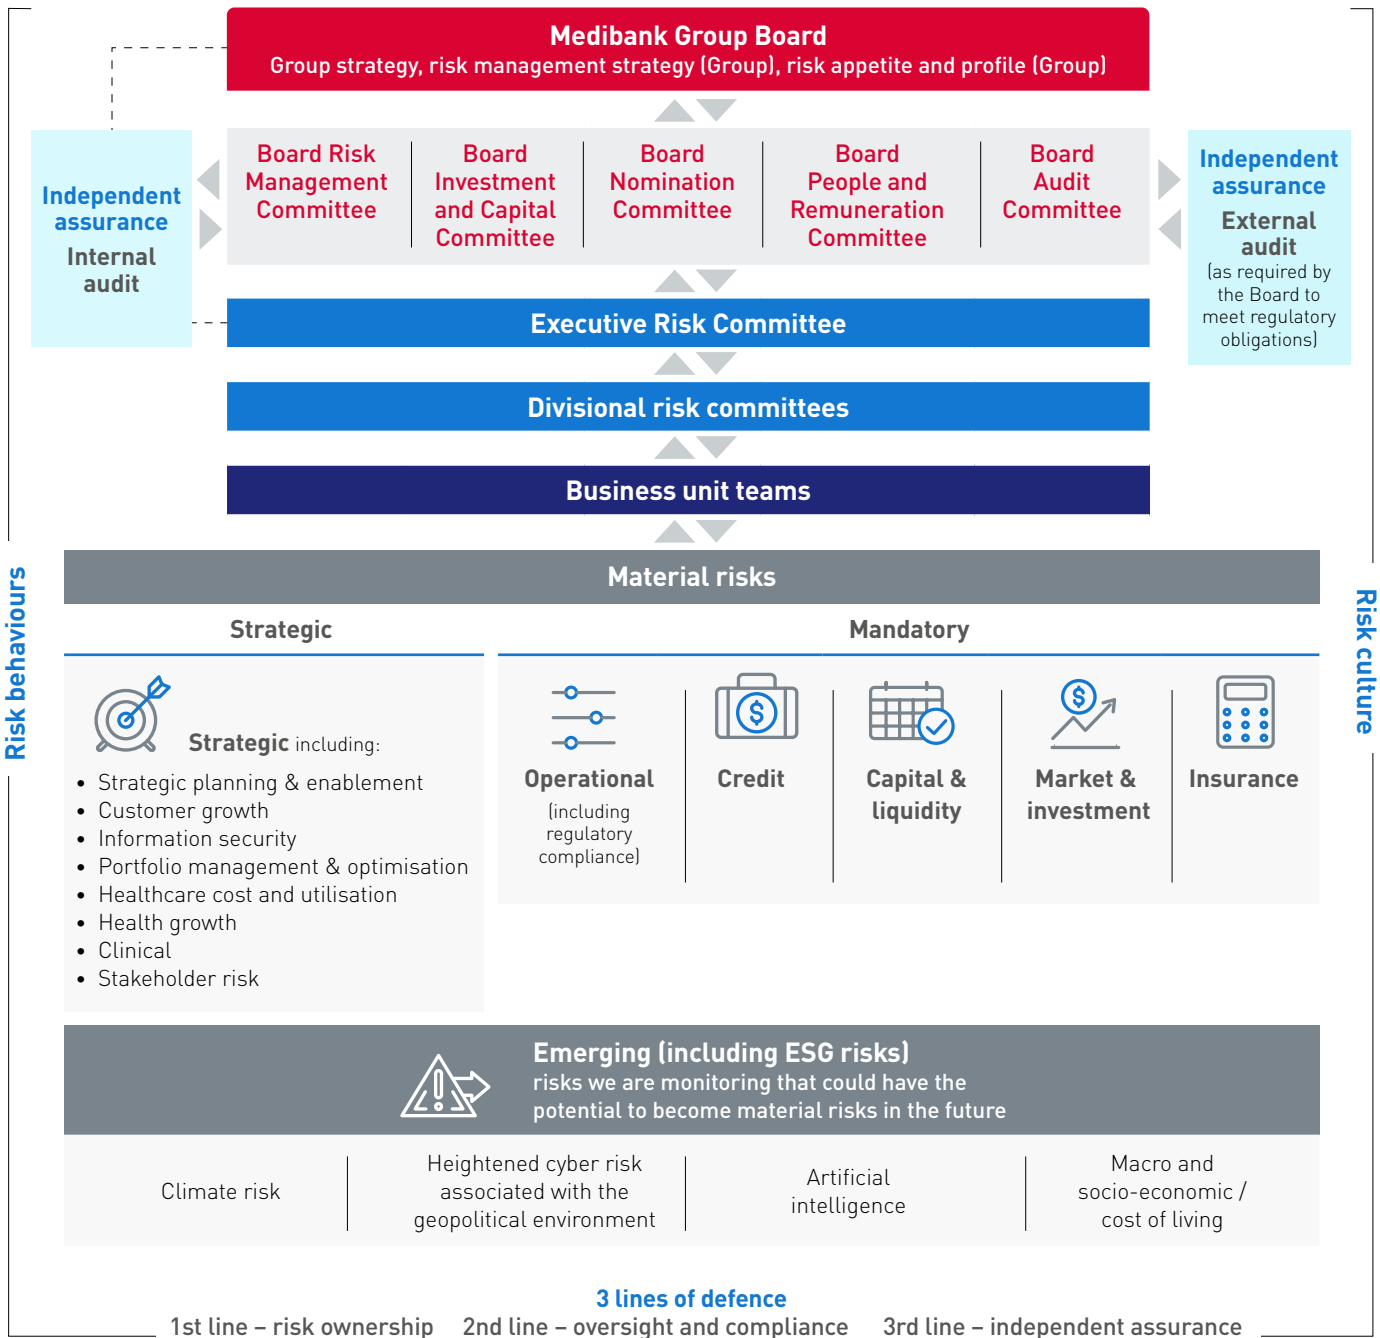 Medibank Group Board
Group strategy, risk management strategy (Group), risk appetite and profile (Group)
Independent
assurance
Internal
audit
Board Risk
Management
Committee
Board
Investment
and Capital
Committee
Board
Nomination
Committee
Board
People and
Remuneration
Committee
Board
Audit
Committee
Independent
assurance
External
audit
(as required by
the Board to
meet regulatory
obligations)
Executive Risk Committee
Divisional risk committees
Business unit teams
Risk behaviours
Risk culture
Material risks
Strategic
Mandatory
Strategic including:
• Strategic planning & enablement
• Customer growth
• Information security
• Portfolio management & optimisation
• Healthcare cost and utilisation
• Health growth
• Clinical
• Stakeholder risk
Operational
(including
regulatory
compliance)
$
Credit
Capital &
liquidity
$
Market &
investment
Insurance
Emerging (including ESG risks)
risks we are monitoring that could have the
potential to become material risks in the future
Climate risk
Heightened cyber risk
associated with the
geopolitical environment
Artificial
intelligence
Macro and
socio-economic /
cost of living
3 lines of defence
1st line – risk ownership 2nd line – oversight and compliance 3rd line – independent assurance